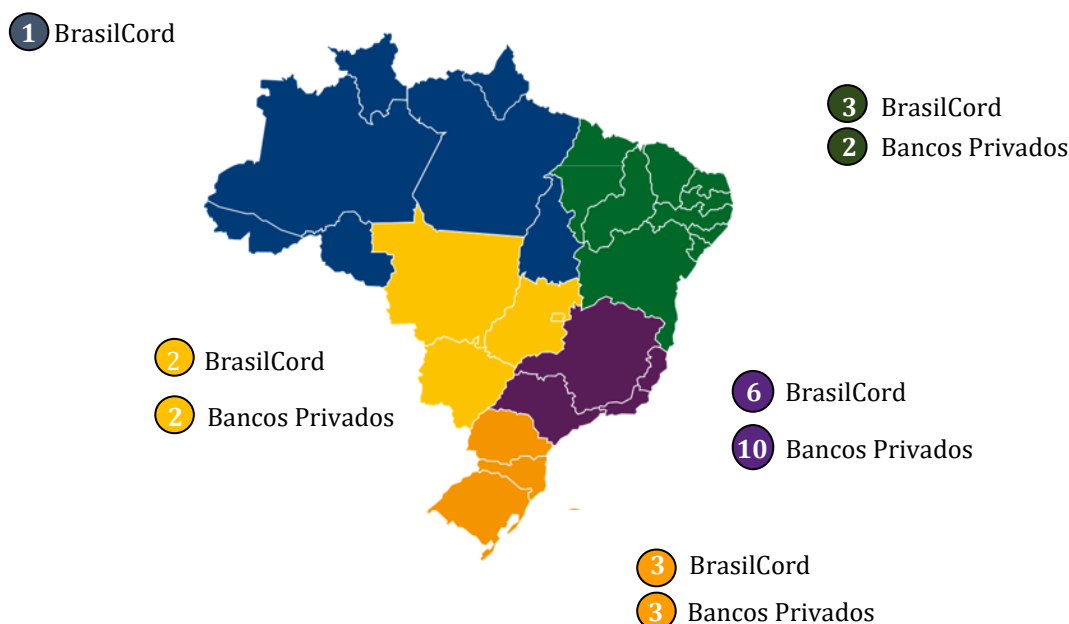 1 BrasilCord
3 BrasilCord
2 Bancos Privados
2 BrasilCord
2 Bancos Privados
6 BrasilCord
10 Bancos Privados
3 BrasilCord
3 Bancos Privados